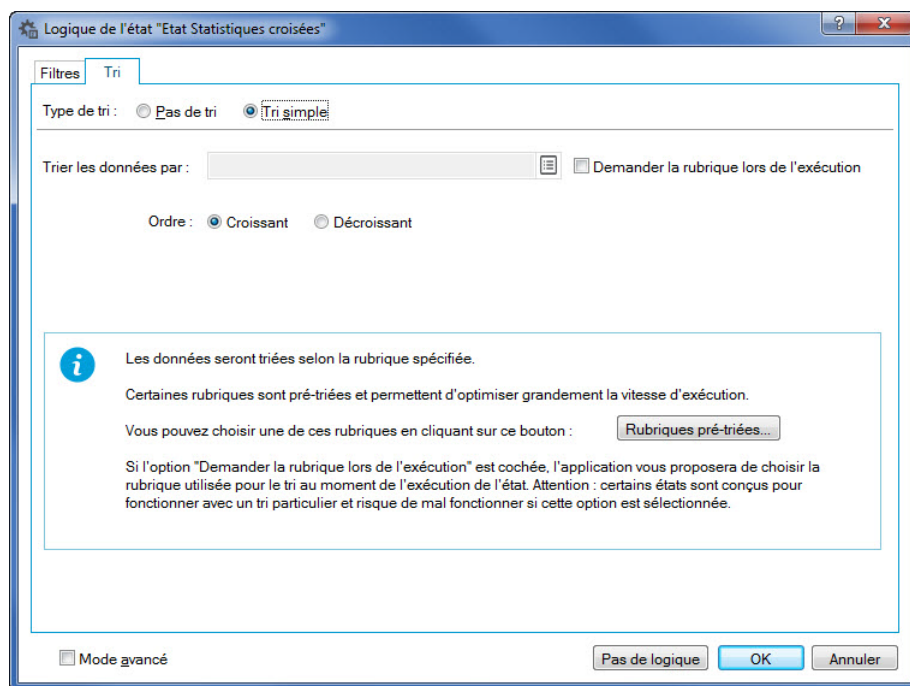 Logique de l'état "Etat Statistiques croisées"
Filtres
Tri
Type de tri : Pas de tri Tri simple
Trier les données par : Demander la rubrique lors de l'exécution
Ordre : Croissant Décroissant
Les données seront triées selon la rubrique spécifiée.
Certaines rubriques sont pré-triées et permettent d'optimiser grandement la vitesse d'exécution.
Vous pouvez choisir une de ces rubriques en cliquant sur ce bouton : Rubriques pré-triées...
Si l'option "Demander la rubrique lors de l'exécution" est cochée, l'application vous proposera de choisir la
rubrique utilisée pour le tri au moment de l'exécution de l'état. Attention : certains états sont conçus pour
fonctionner avec un tri particulier et risque de mal fonctionner si cette option est sélectionnée.
Mode avancé Pas de logique OK Annuler